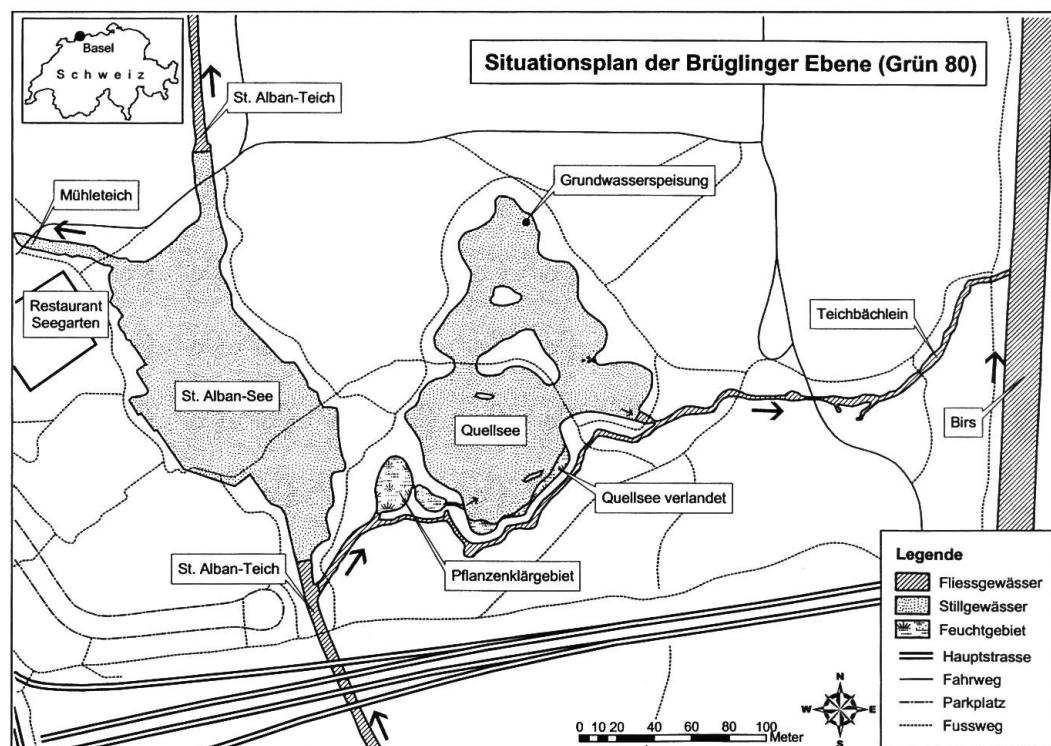 Basel
Schweiz
Situationsplan der Brüglinger Ebene (Grün 80)
St. Alban-Teich
Mühleteich
Grundwasserspeisung
Restaurant
Seegarten
Teichbächlein
St. Alban-See
Quellsee
Birs
Quellsee verlandet
St. Alban-Teich
Pflanzenklärgebiet
Legende
Fliessgewässer
Stillgewässer
Feuchtgebiet
Hauptstrasse
Fahrweg
Parkplatz
Fussweg
N
W E
S
0 10 20 40 60 80 100
Meter